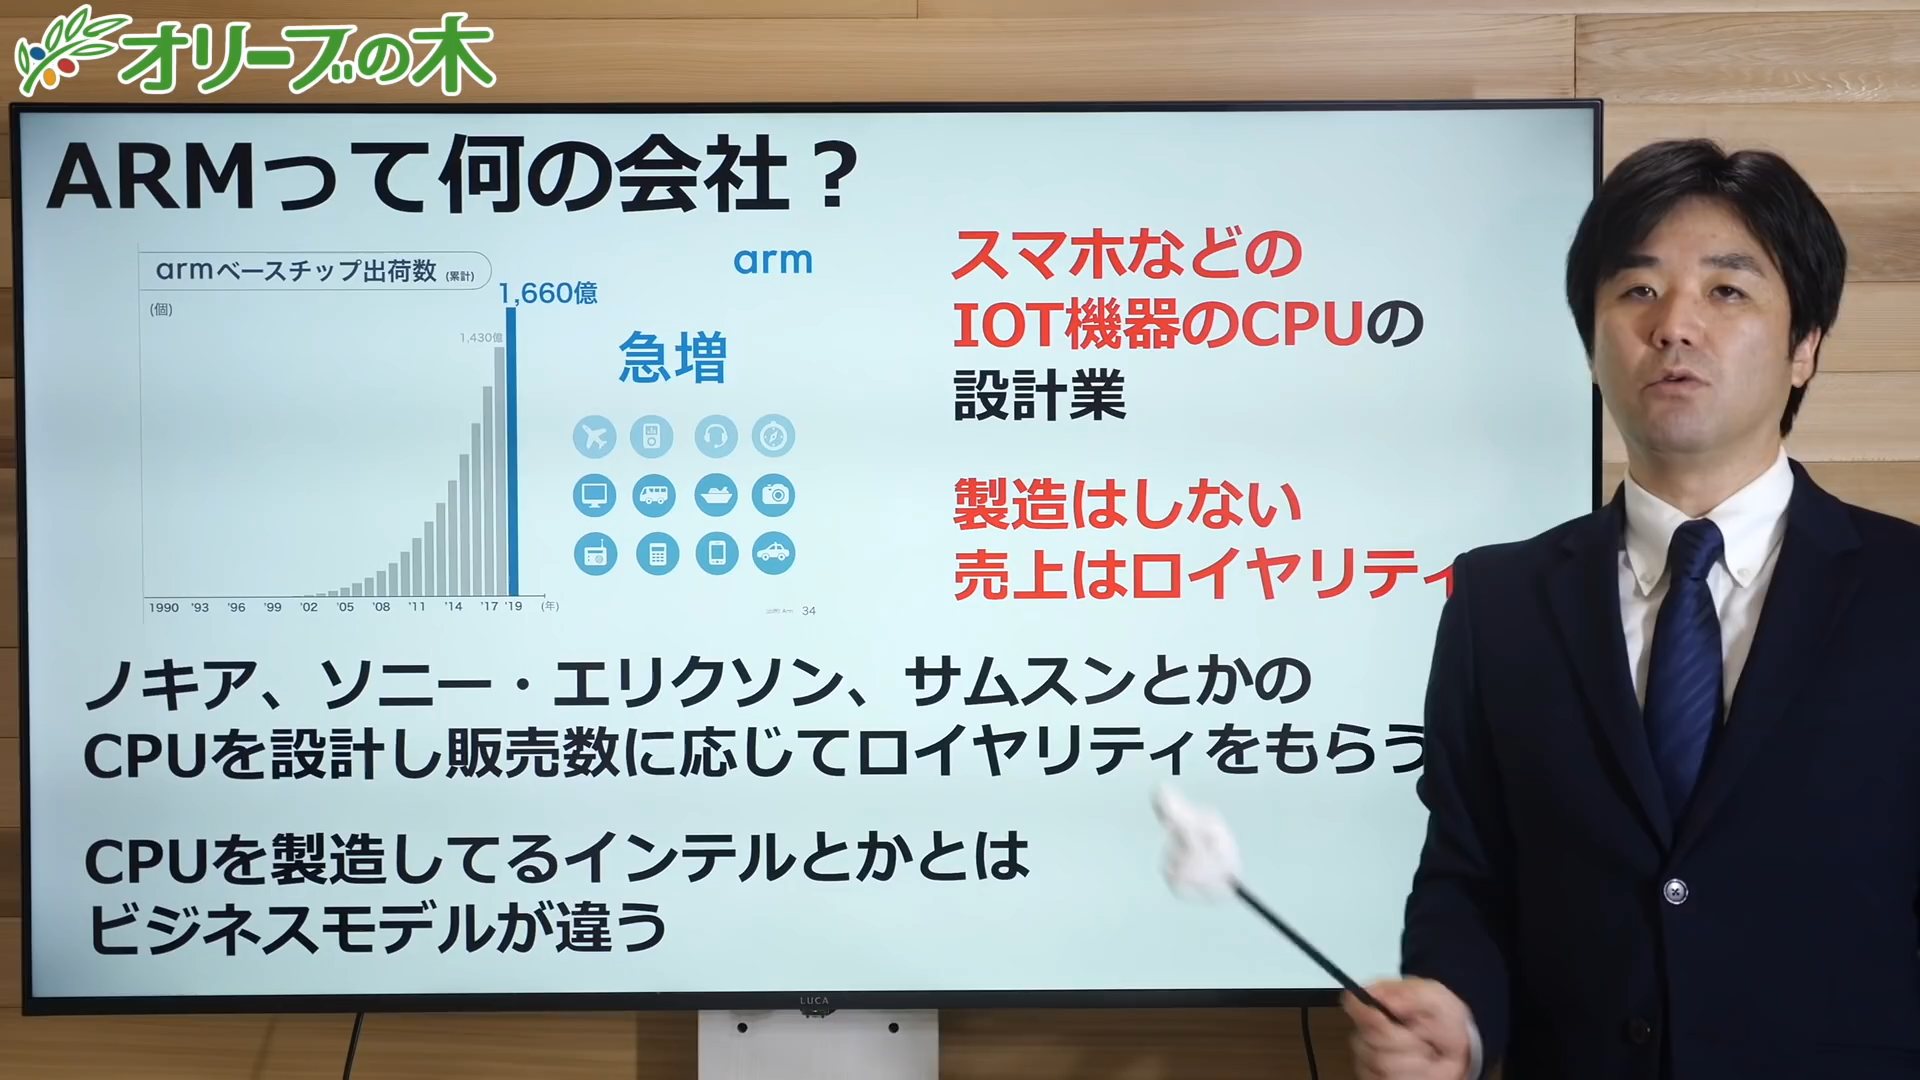 オリーブの木
ARMって何の会社？
armベースチップ出荷数 (累計)
(個)
1,660億
1,430億
急増
arm
1990 '93 '96 '99 '02 '05 '08 '11 '14 '17 '19 (年)
34
スマホなどの
IOT機器のCPUの
設計業
製造はしない
売上はロイヤリティ
ノキア、ソニー・エリクソン、サムスンとかの
CPUを設計し販売数に応じてロイヤリティをもらう
CPUを製造してるインテルとかとは
ビジネスモデルが違う
LUCA